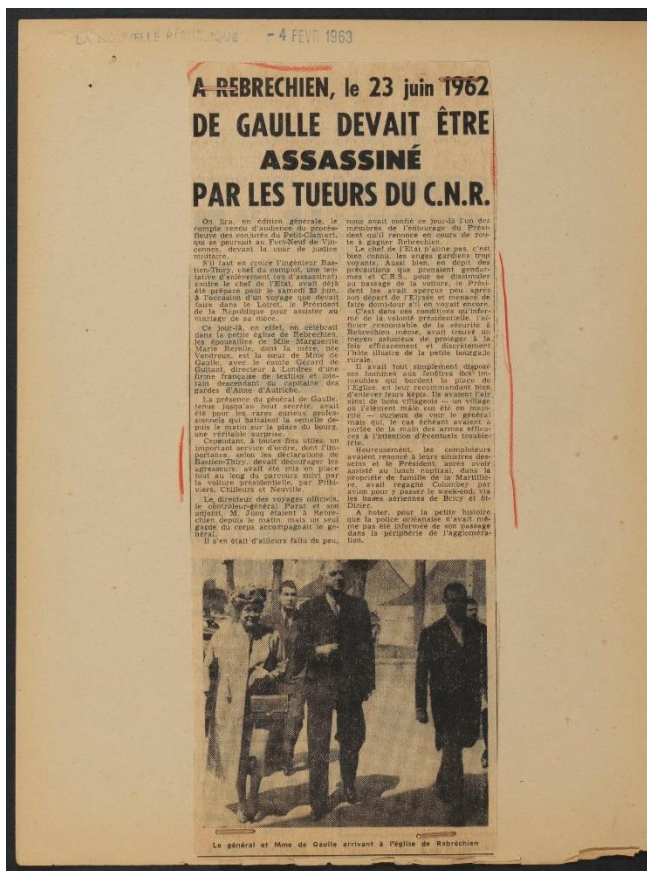 LA NOUVELLE RÉPUBLIQUE - 4 FEVR 1963
A REBRECHIEN, le 23 juin 1962
DE GAULLE DEVAIT ÊTRE
ASSASSINÉ
PAR LES TUEURS DU C.N.R.
On lira, en édition générale, le
compte rendu d'audience du procès-
fleuve des conjurés du Petit-Clamart,
qui se poursuit au Fort-Neuf de Vin-
cennes, devant la cour de justice
militaire.
S'il faut en croire l'ingénieur Bas-
tien-Thiry, chef du complot, une ten-
tative d'enlèvement (ou d'assassinat)
contre le chef de l'Etat, avait déjà
été préparée pour le samedi 23 juin,
à l'occasion d'un voyage que devait
faire dans le Loiret, le Président
de la République pour assister au
mariage de sa nièce.
Ce jour-là, en effet, on célébrait
dans la petite église de Rebrechien,
les épousailles de Mlle Marguerite
Marie Rerolle, dont la mère, née
Vendroux, est la sœur de Mme de
Gaulle, avec le comte Gérard de
Guitaut, directeur à Londres d'une
firme française de textiles et loin-
tain descendant du capitaine des
gardes d'Anne d'Autriche.
La présence du général de Gaulle,
tenue jusqu'au bout secrète, avait
été pour les rares curieux profes-
sionnels qui battaient la semelle de-
puis le matin sur la place du bourg,
une véritable surprise.
Cependant, à toutes fins utiles, un
important service d'ordre, dont l'im-
portance, selon les déclarations de
Bastien-Thiry, devait décourager les
agresseurs, avait été mis en place
tout au long du parcours suivi par
la voiture présidentielle, par Pithi-
viers, Chilleurs et Neuville.
Le directeur des voyages officiels,
le contrôleur-général Parat et son
adjoint, M. Juoq étaient à Rebre-
chien depuis le matin, mais un seul
garde du corps accompagnait le gé-
néral.
Il s'en était d'ailleurs fallu de peu,
nous avait confié ce jour-là l'un des
membres de l'entourage du Prési-
dent qu'il renonce en cours de rou-
te à gagner Rebrechien.
Le chef de l'Etat n'aime pas, c'est
bien connu, les anges gardiens trop
voyants. Aussi bien, en dépit des
précautions que prenaient gendar-
mes et C.R.S., pour se dissimuler
au passage de la voiture, le Prési-
dent les avait aperçus peu après
son départ de l'Elysée et menacé de
faire demi-tour s'il en voyait encore.
C'est dans ces conditions qu'infor-
mé de la volonté présidentielle, l'of-
ficier responsable de la sécurité à
Rebrechien même, avait trouvé un
moyen astucieux de protéger à la
fois efficacement et discrètement
l'hôte illustre de la petite bourgade
rurale.
Il avait tout simplement disposé
ses hommes aux fenêtres des im-
meubles qui bordent la place de
l'Eglise, en leur recommandant bien
d'enlever leurs képis. Ils avaient l'air
ainsi de bons villageois — un village
où l'élément mâle eut été en majo-
rité — curieux de voir le général
mais qui, le cas échéant avaient à
portée de la main des armes effica-
ces à l'intention d'éventuels trouble-
fête.
Heureusement, les comploteurs
avaient renoncé à leurs sinistres des-
seins et le Président, après avoir
assisté au lunch nuptial, dans la
propriété de famille de la Matilliè-
re, avait regagné Colombey par
avion pour y passer le week-end, via
les bases aériennes de Bricy et St-
Dizier.
A noter, pour la petite histoire
que la police orléanaise n'avait mê-
me pas été informée de son passage
dans la périphérie de l'aggloméra-
tion.
Le général et Mme de Gaulle arrivant à l'église de Rebréchien